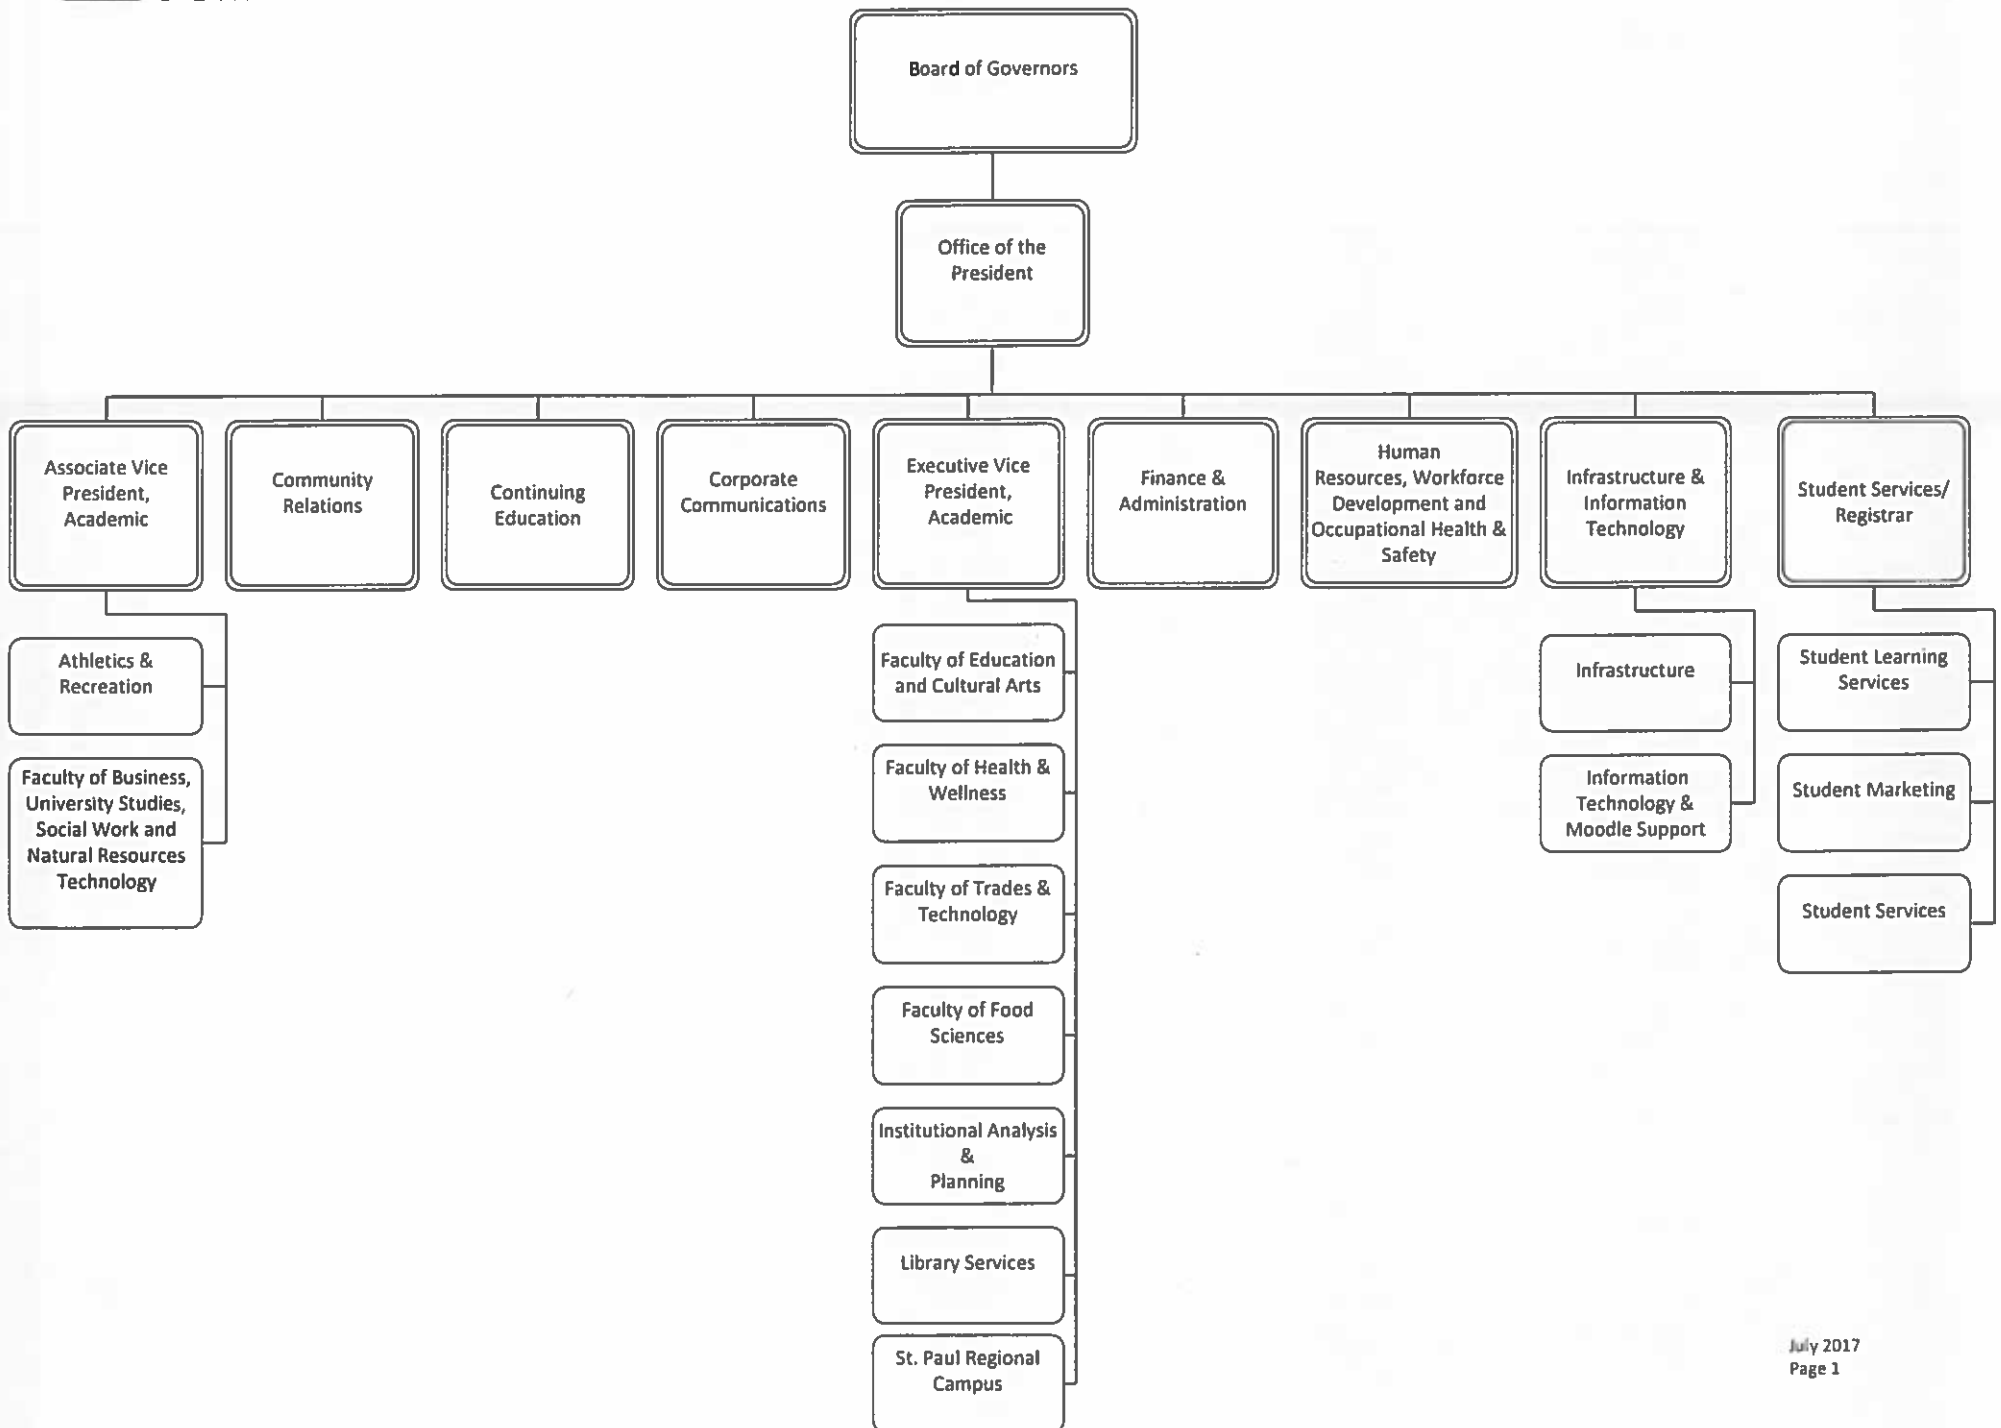 Board of Governors
Office of the
President
Associate Vice
President,
Academic
Community
Relations
Continuing
Education
Corporate
Communications
Executive Vice
President,
Academic
Finance &
Administration
Human
Resources, Workforce
Development and
Occupational Health &
Safety
Infrastructure &
Information
Technology
Student Services/
Registrar
Athletics &
Recreation
Faculty of Business,
University Studies,
Social Work and
Natural Resources
Technology
Faculty of Education
and Cultural Arts
Faculty of Health &
Wellness
Faculty of Trades &
Technology
Faculty of Food
Sciences
Institutional Analysis
&
Planning
Library Services
St. Paul Regional
Campus
Infrastructure
Information
Technology &
Moodle Support
Student Learning
Services
Student Marketing
Student Services
July 2017
Page 1